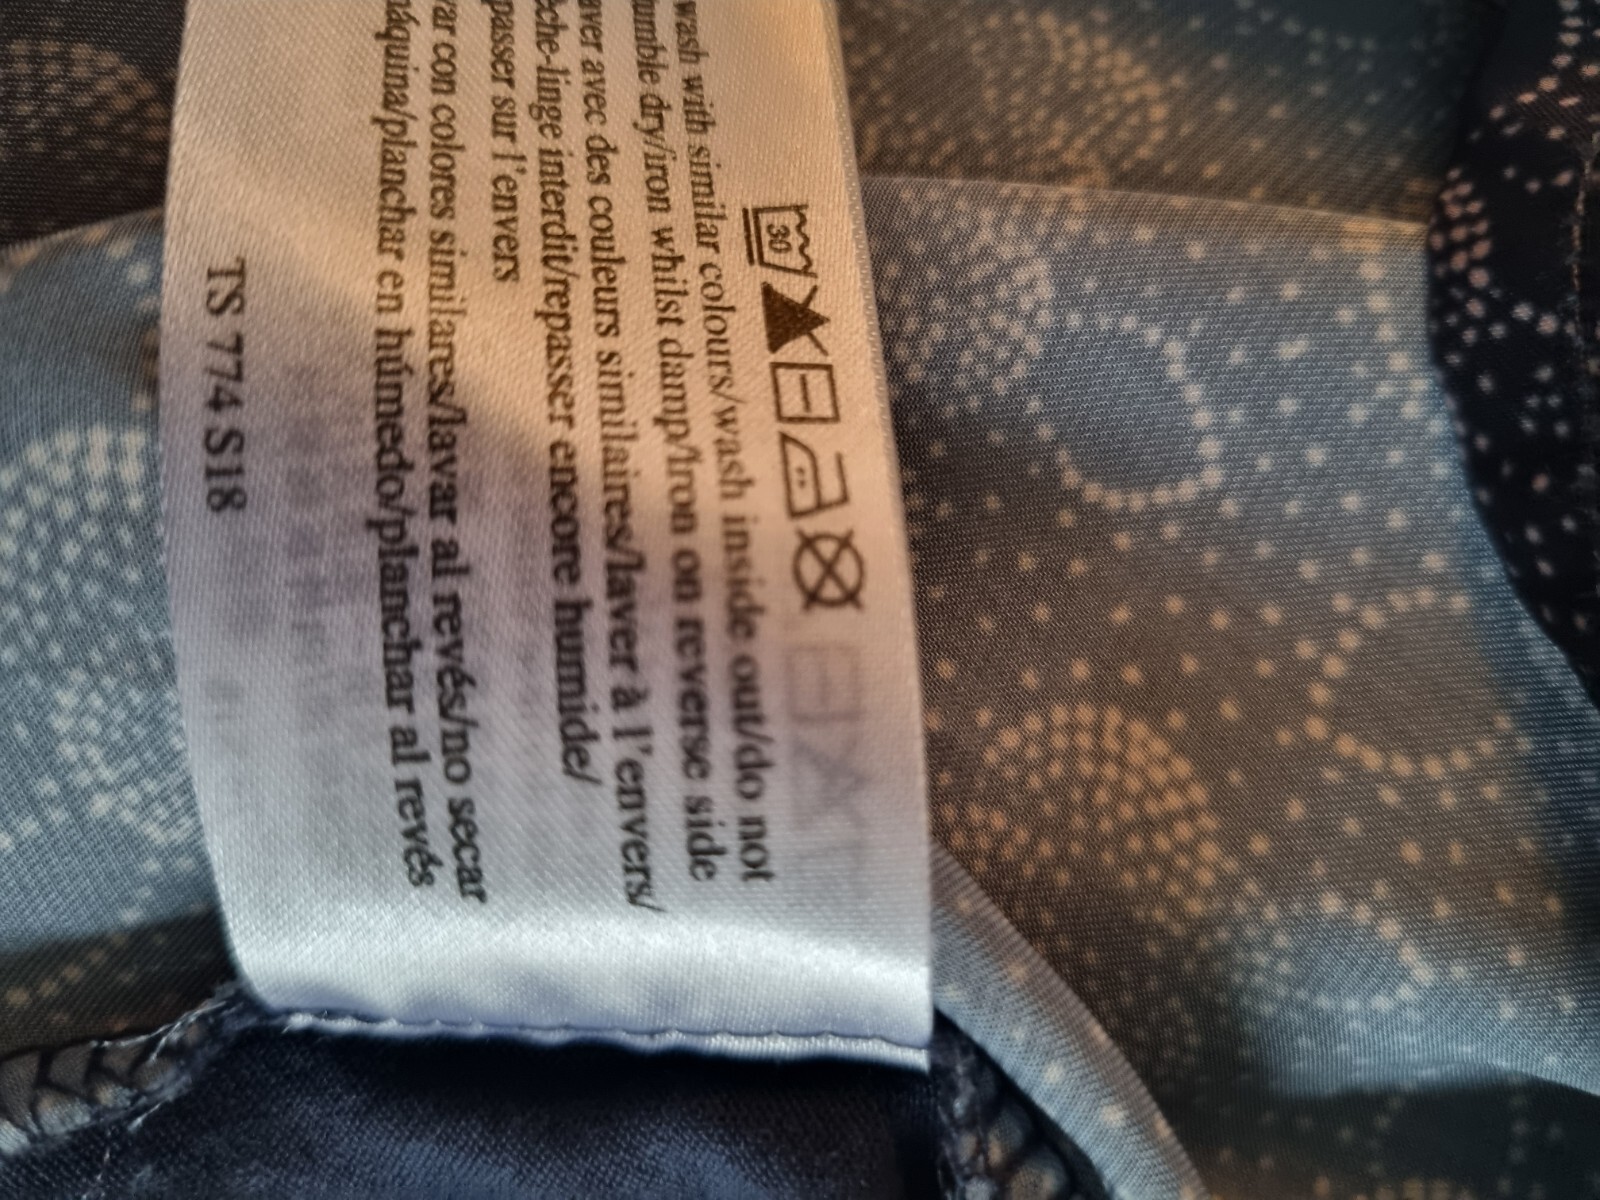 30
wash with similar colours/wash inside out/do not
tumble dry/iron whilst damp/Iron on reverse side
laver avec des couleurs similaires/laver à l'envers/
sèche-linge interdit/repasser encore humide/
repasser sur l'envers
lavar con colores similares/lavar al revés/no secar
máquina/planchar en húmedo/planchar al revés
TS 774 S18